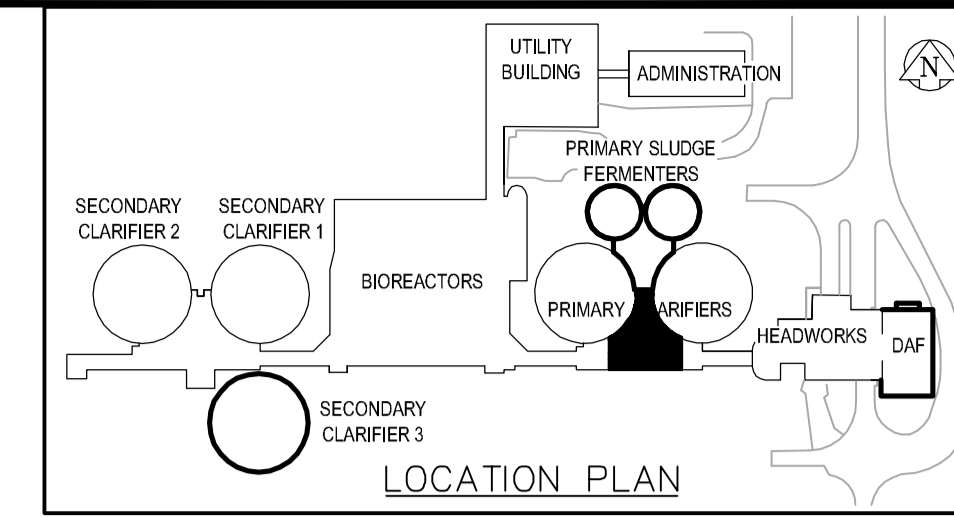 UTILITY
BUILDING
ADMINISTRATION
N
PRIMARY SLUDGE
FERMENTERS
SECONDARY
CLARIFIER 2
SECONDARY
CLARIFIER 1
BIOREACTORS
PRIMARY
ARIFIERS
HEADWORKS
DAF
SECONDARY
CLARIFIER 3
LOCATION PLAN